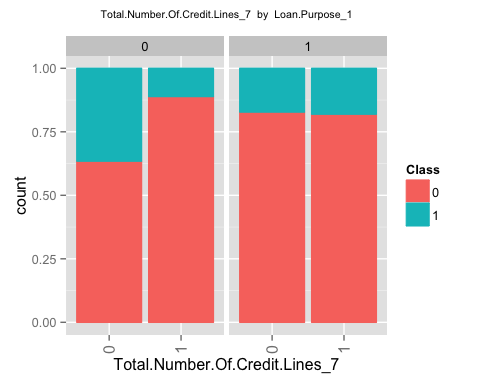 Total.Number.Of.Credit.Lines_7 by Loan.Purpose_1
0 1
1.00
0.75
0.50
0.25
0.00
count
0 1 0 1
Total.Number.Of.Credit.Lines_7
Class
0
1